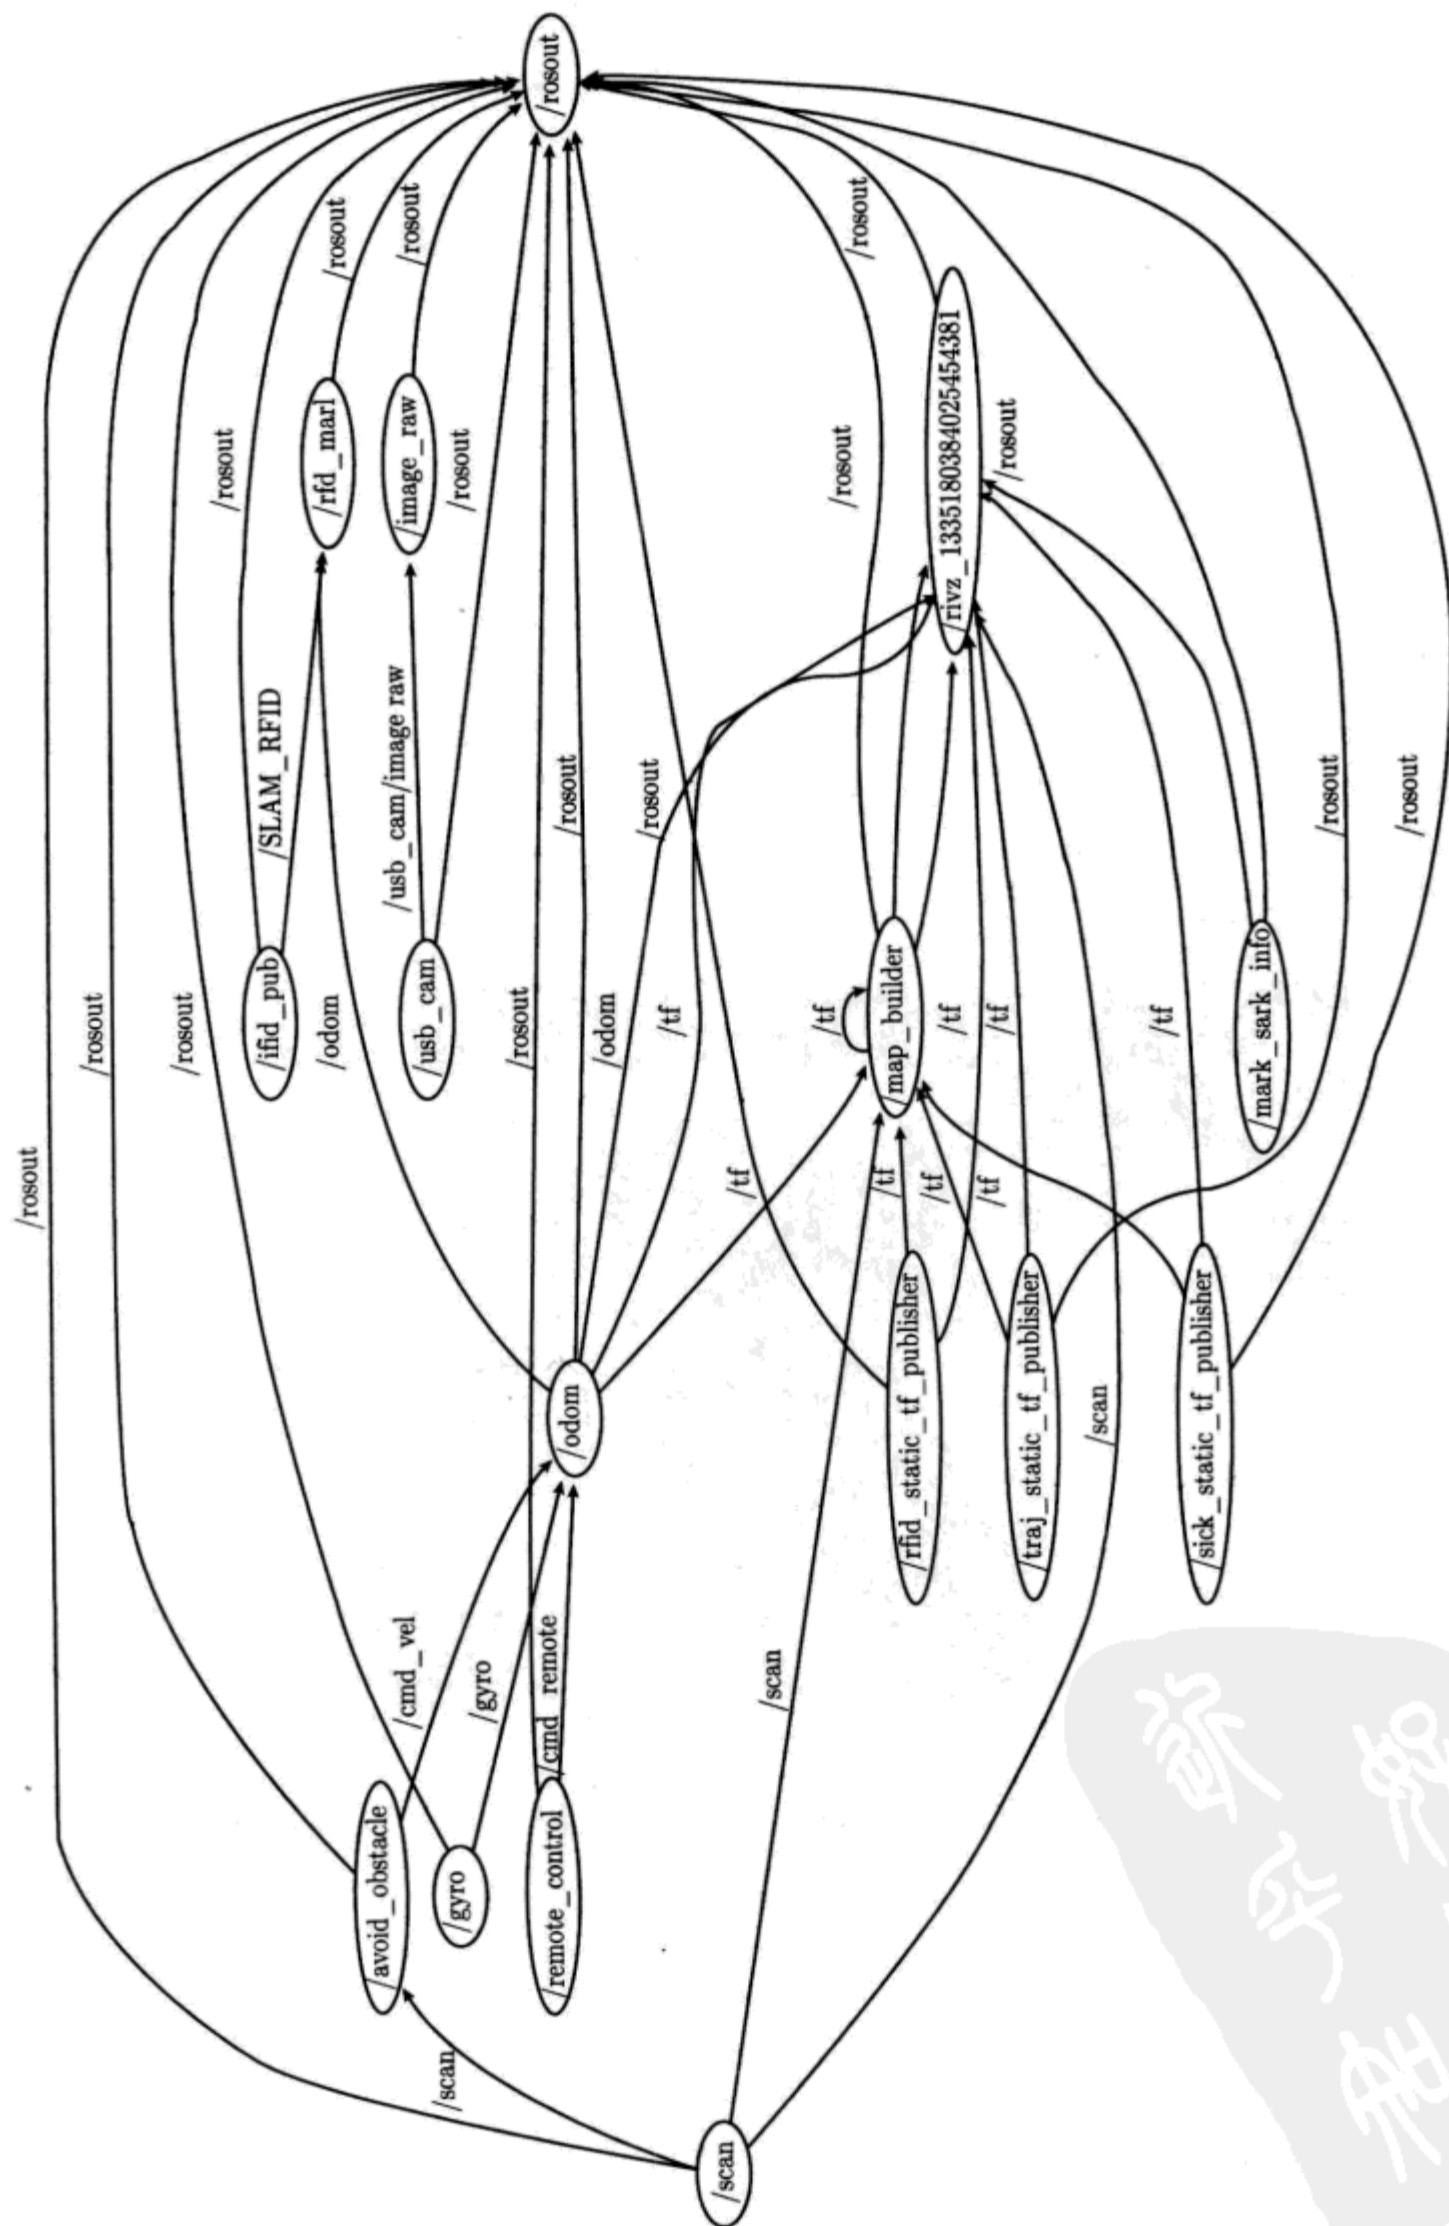 /rosout
/rosout
/rosout
/rosout
/rosout
/rosout
/rosout
/rfd_marl
/image_raw
/SLAM_RFID
/usb_cam/image raw
/ifid_pub
/usb_cam
/odom
/rosout
/rosout
/rosout
/odom
/tf
/rosout
/rosout
/rivz_1335180384025454381
/rosout
/map_builder
/tf
/tf
/tf
/tf
/mark_sark_info
/rosout
/rosout
/tf
/tf
/tf
/tf
/odom
/rfid_static_tf_publisher
/traj_static_tf_publisher
/sick_static_tf_publisher
/scan
/cmd_vel
/gyro
/cmd remote
/scan
/avoid_obstacle
/gyro
/remote_control
/scan
/scan